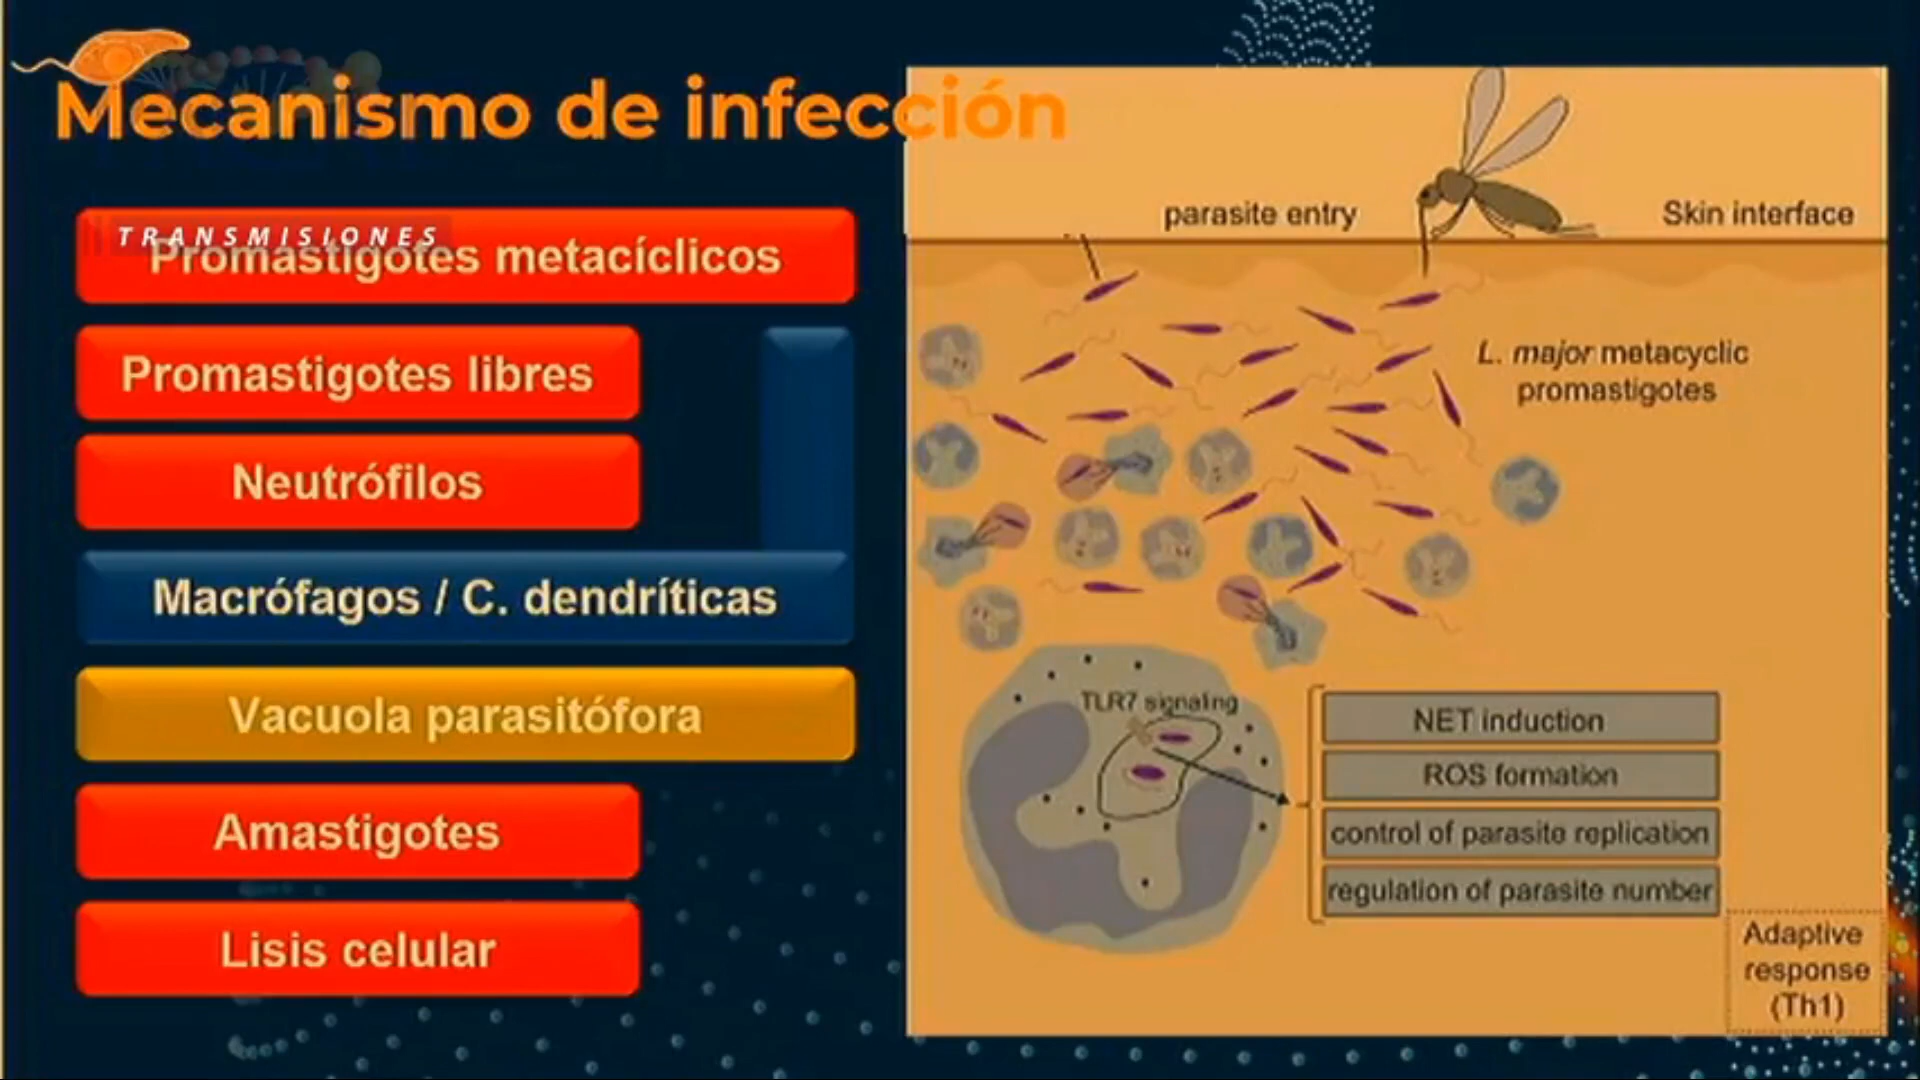 Mecanismo de infección
TRANSMISIONES
Promastigotes metacíclicos
Promastigotes libres
Neutrófilos
Macrófagos / C. dendríticas
Vacuola parasitófora
Amastigotes
Lisis celular
parasite entry
Skin interface
L. major metacyclic
promastigotes
TLR7 signaling
NET induction
ROS formation
control of parasite replication
regulation of parasite number
Adaptive
response
(Th1)